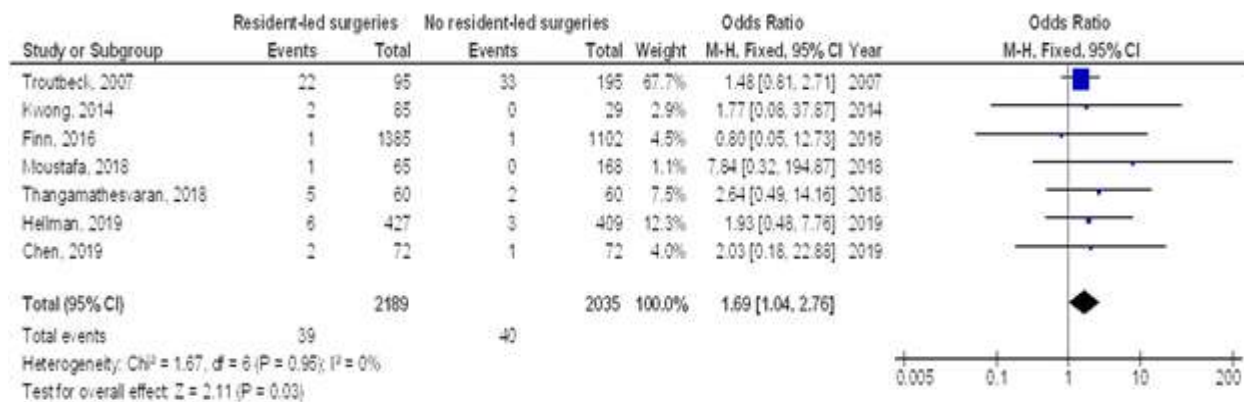 Resident-led surgeries No resident-led surgeries Odds Ratio Odds Ratio
Study or Subgroup Events Total Events Total Weight M-H, Fixed, 95% CI Year M-H, Fixed, 95% CI
Troutbeck, 2007 22 95 33 195 67.7% 1.48 [0.81, 2.71] 2007
Kwong, 2014 2 85 0 29 2.9% 1.77 [0.08, 37.87] 2014
Finn, 2016 1 1385 1 1102 4.5% 0.80 [0.05, 12.73] 2016
Moustafa, 2018 1 65 0 168 1.1% 7.84 [0.32, 194.87] 2018
Thangamathesvaran, 2018 5 60 2 60 7.5% 2.64 [0.49, 14.16] 2018
Hellman, 2019 6 427 3 409 12.3% 1.93 [0.48, 7.76] 2019
Chen, 2019 2 72 1 72 4.0% 2.03 [0.18, 22.88] 2019
Total (95% CI) 2189 2035 100.0% 1.69 [1.04, 2.76]
Total events 39 40
Heterogeneity: Chi² = 1.67, df = 6 (P = 0.95); I² = 0%
Test for overall effect: Z = 2.11 (P = 0.03)
0.005 0.1 1 10 200